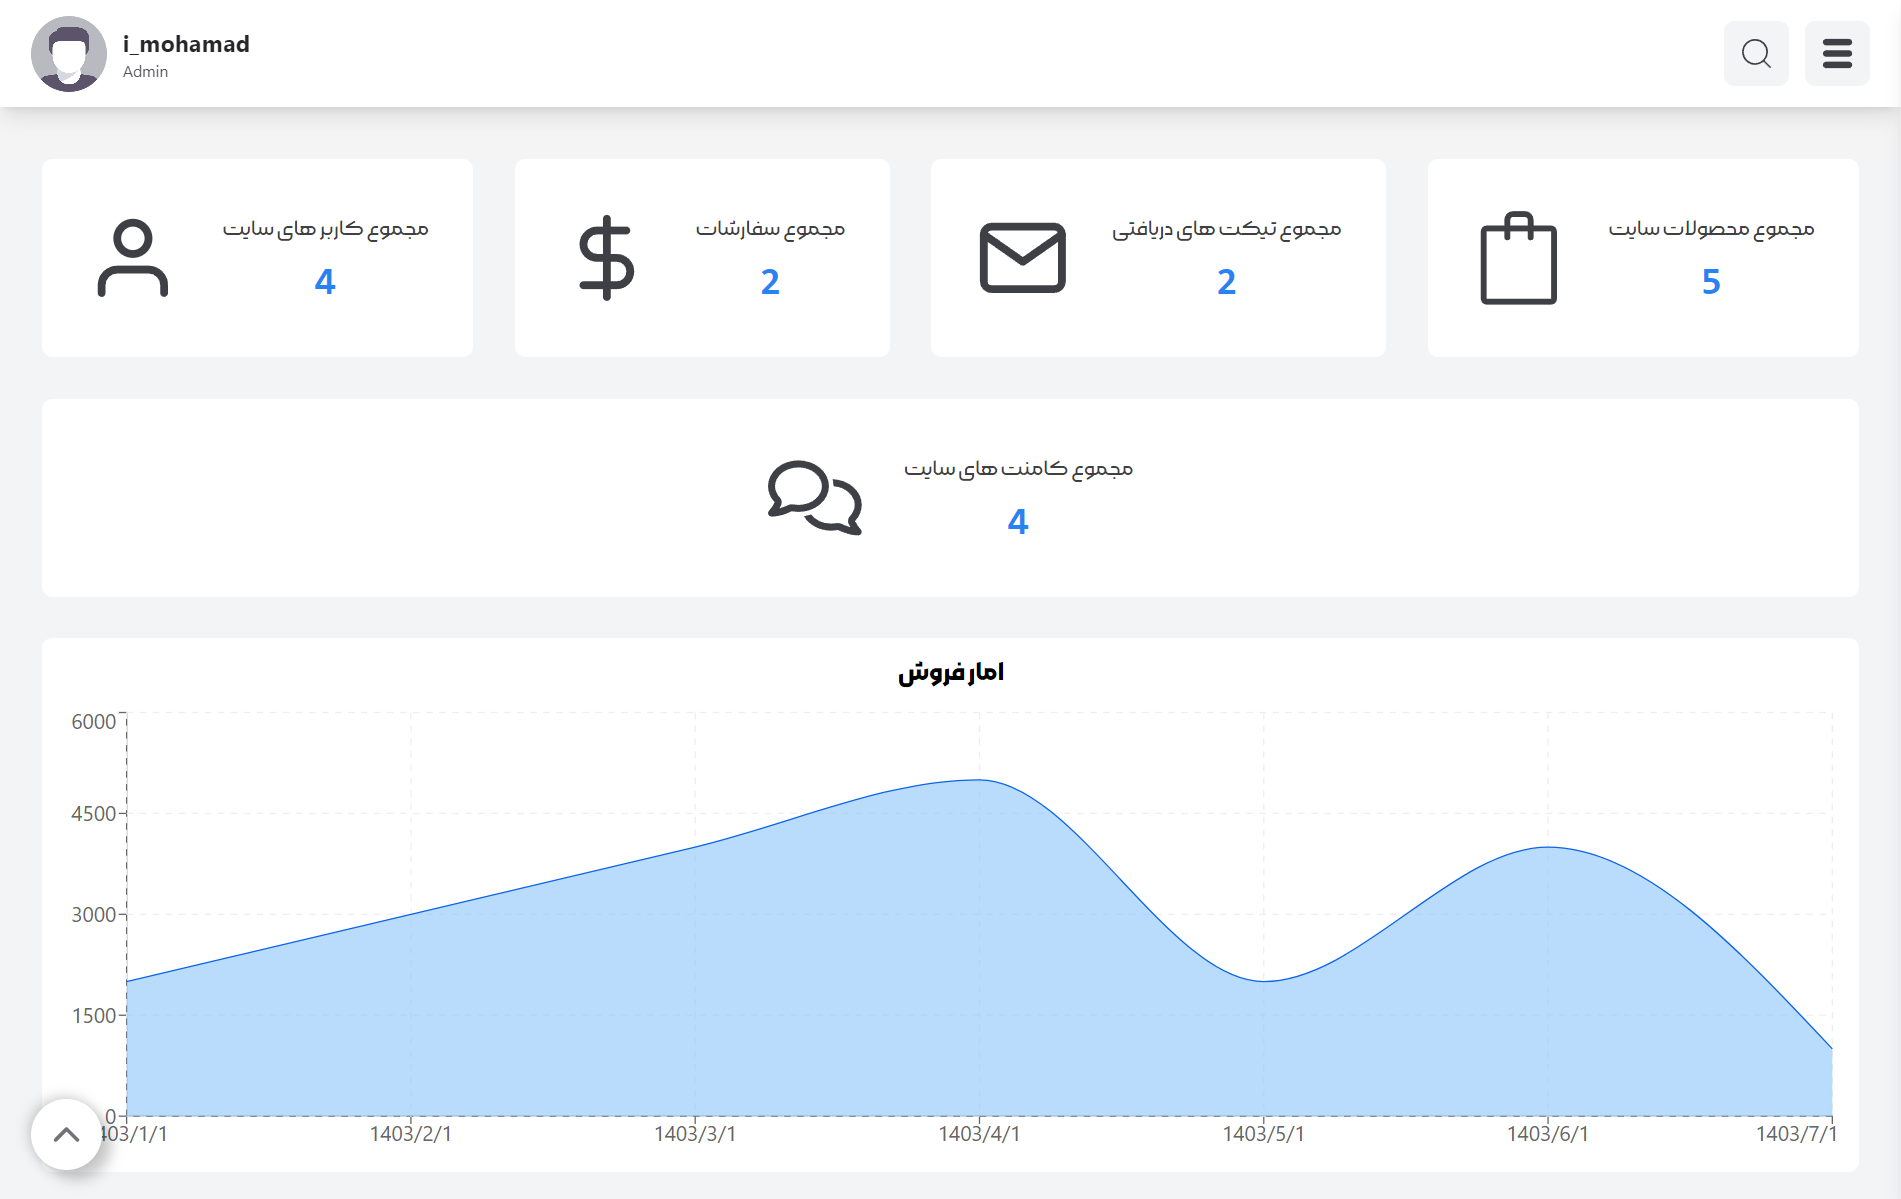 i_mohamad
Admin
مجموع محصولات سایت
5
مجموع تیکت های دریافتی
2
مجموع سفارشات
2
مجموع کاربر های سایت
4
مجموع کامنت های سایت
4
امار فروش
6000
4500
3000
1500
0
403/1/1
1403/2/1
1403/3/1
1403/4/1
1403/5/1
1403/6/1
1403/7/1